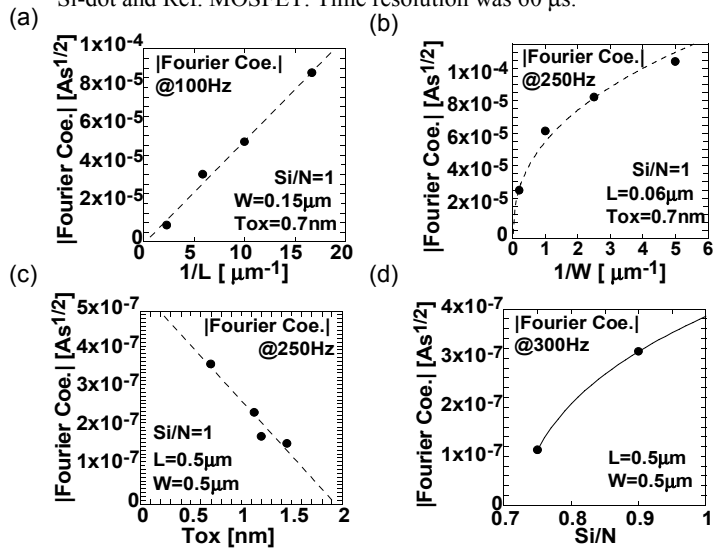 Si-dot and Ref. MOSFET. Time resolution was 60 μs.
(a)
|Fourier Coe.| [As1/2]
1x10-4
8x10-5
6x10-5
4x10-5
2x10-5
0
|Fourier Coe.|
@100Hz
Si/N=1
W=0.15μm
Tox=0.7nm
0 5 10 15 20
1/L [ μm-1]
(b)
|Fourier Coe.| [As1/2]
1x10-4
8x10-5
6x10-5
4x10-5
2x10-5
0
|Fourier Coe.|
@250Hz
Si/N=1
L=0.06μm
Tox=0.7nm
0 1 2 3 4 5 6
1/W [ μm-1]
(c)
|Fourier Coe.| [As1/2]
5x10-7
4x10-7
3x10-7
2x10-7
1x10-7
0
|Fourier Coe.|
@250Hz
Si/N=1
L=0.5μm
W=0.5μm
0 0.5 1 1.5 2
Tox [nm]
(d)
|Fourier Coe.| [As1/2]
4x10-7
3x10-7
2x10-7
1x10-7
0
|Fourier Coe.|
@300Hz
L=0.5μm
W=0.5μm
0.7 0.8 0.9 1
Si/N